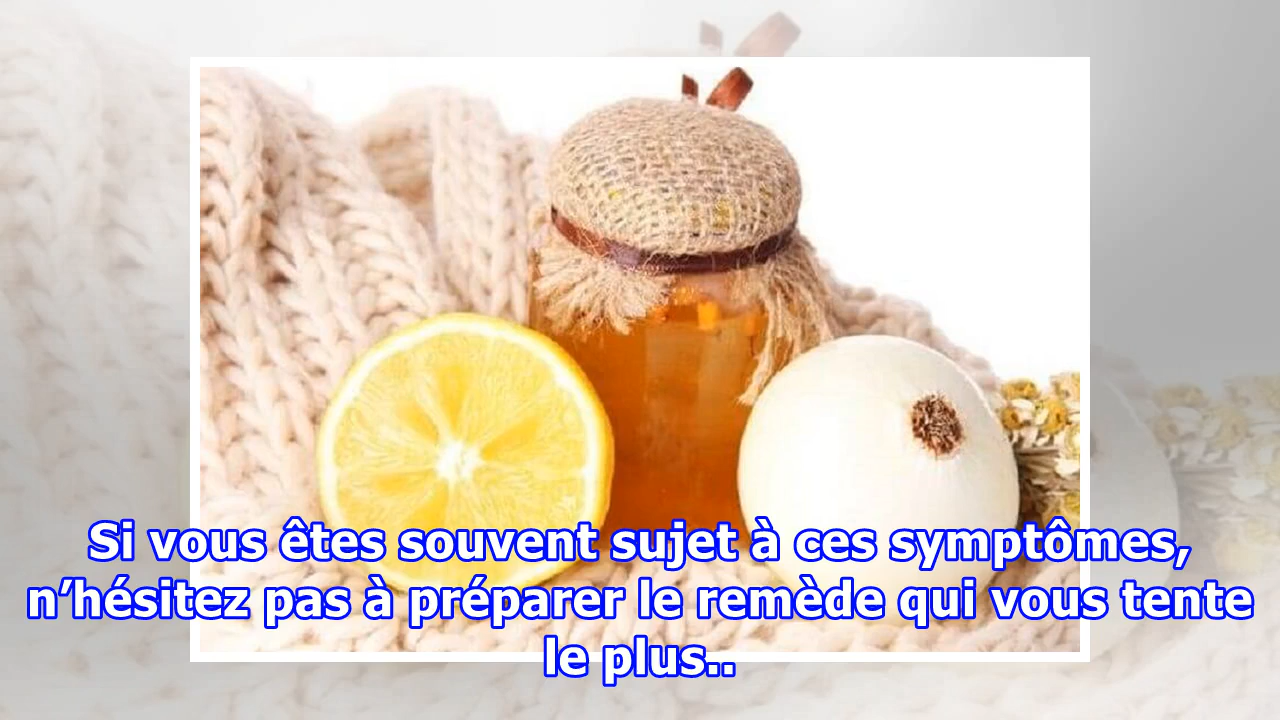 Si vous êtes souvent sujet à ces symptômes,
n’hésitez pas à préparer le remède qui vous tente
le plus..